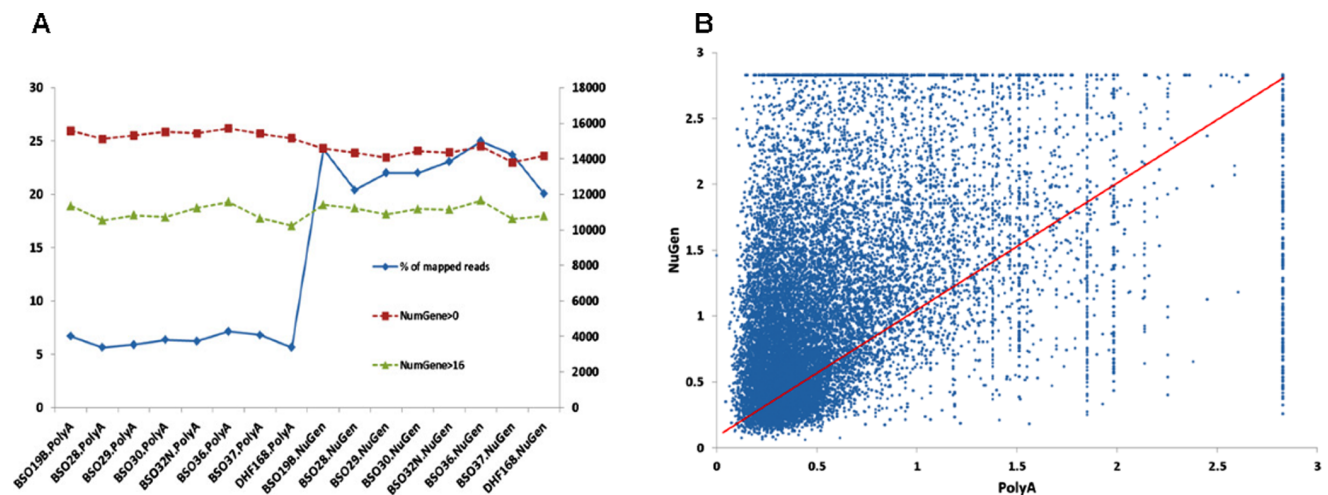 A
30
25
20
15
10
5
0
18000
16000
14000
12000
10000
8000
6000
4000
2000
0
% of mapped reads
NumGene>0
NumGene>16
BSO19B.PolyA
BSO28.PolyA
BSO29.PolyA
BSO30.PolyA
BSO32N.PolyA
BSO36.PolyA
BSO37.PolyA
DHF168.PolyA
BSO19B.NuGen
BSO28.NuGen
BSO29.NuGen
BSO30.NuGen
BSO32N.NuGen
BSO36.NuGen
BSO37.NuGen
DHF168.NuGen
B
3
2.5
2
1.5
1
0.5
0
NuGen
0
0.5
1
1.5
2
2.5
3
PolyA